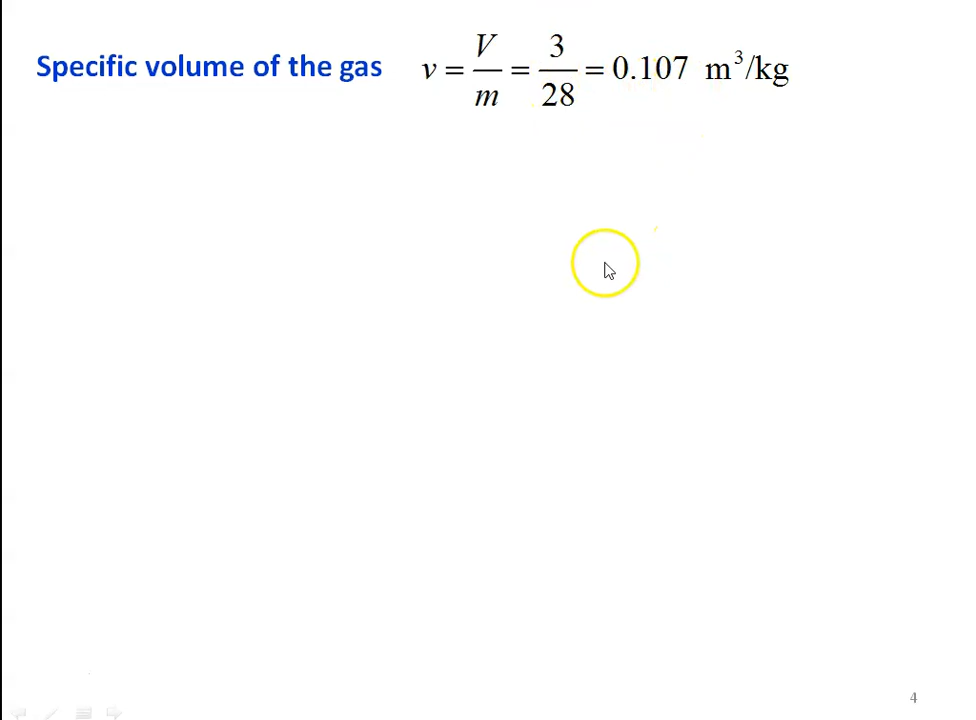 Specific volume of the gas v = V/m = 3/28 = 0.107 m³/kg
4